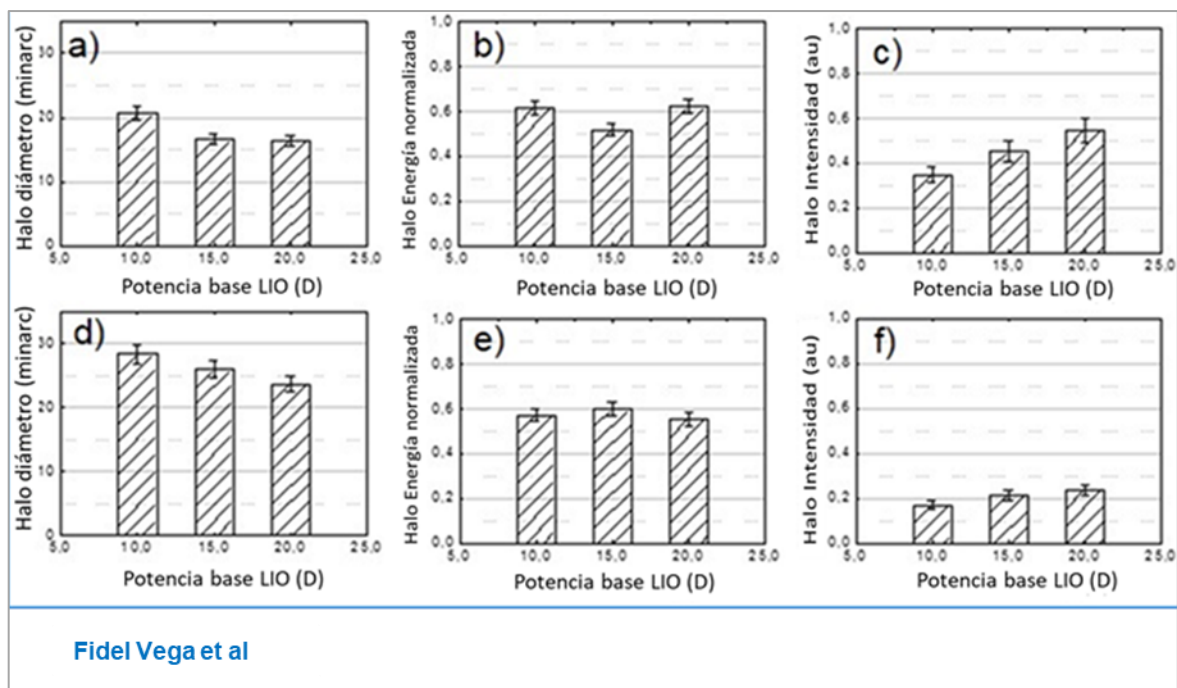 a)
Halo diámetro (minarc)
30
20
10
0
5,0 10,0 15,0 20,0 25,0
Potencia base LIO (D)
b)
Halo Energía normalizada
1,0
0,8
0,6
0,4
0,2
0,0
5,0 10,0 15,0 20,0 25,0
Potencia base LIO (D)
c)
Halo Intensidad (au)
1,0
0,8
0,6
0,4
0,2
0,0
5,0 10,0 15,0 20,0 25,0
Potencia base LIO (D)
d)
Halo diámetro (minarc)
30
20
10
0
5,0 10,0 15,0 20,0 25,0
Potencia base LIO (D)
e)
Halo Energía normalizada
1,0
0,8
0,6
0,4
0,2
0,0
5,0 10,0 15,0 20,0 25,0
Potencia base LIO (D)
f)
Halo Intensidad (au)
1,0
0,8
0,6
0,4
0,2
0,0
5,0 10,0 15,0 20,0 25,0
Potencia base LIO (D)
Fidel Vega et al